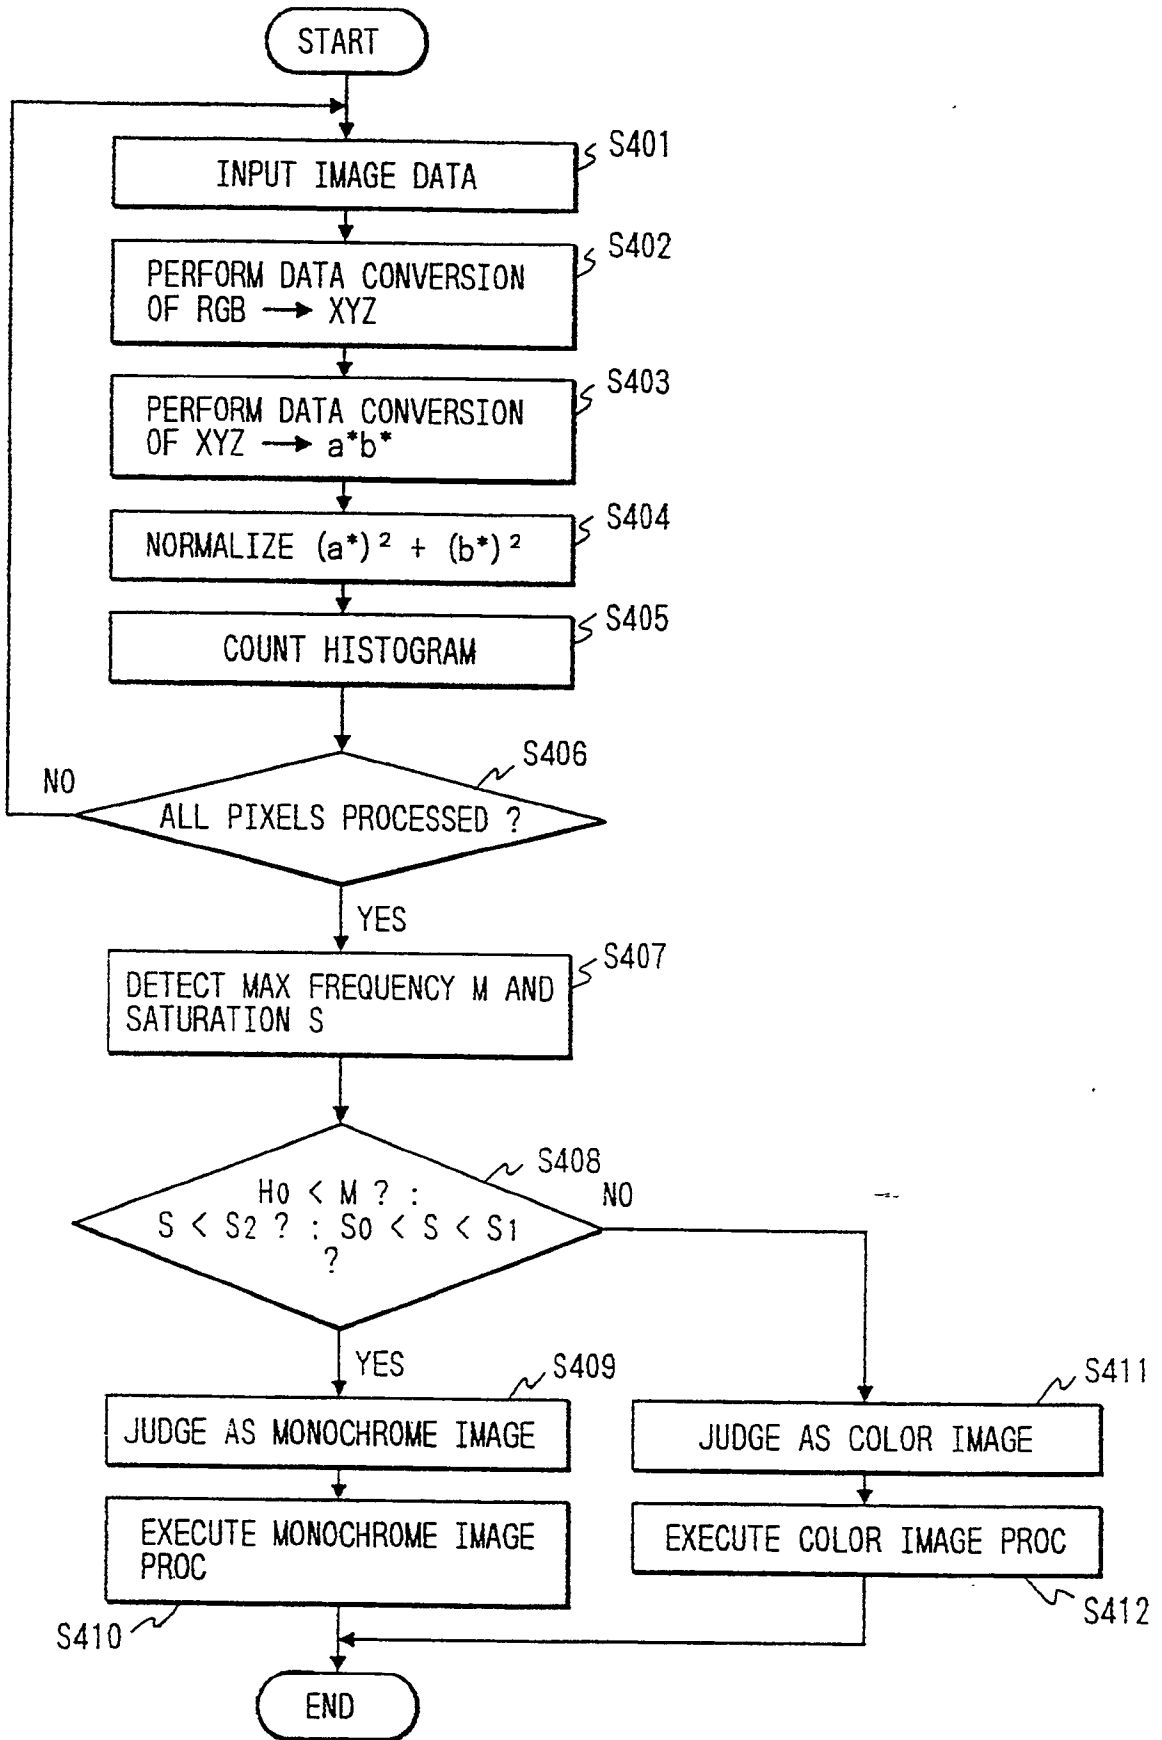 START
S401
INPUT IMAGE DATA
S402
PERFORM DATA CONVERSION
OF RGB → XYZ
S403
PERFORM DATA CONVERSION
OF XYZ → a*b*
S404
NORMALIZE (a*)² + (b*)²
S405
COUNT HISTOGRAM
S406
NO
ALL PIXELS PROCESSED ?
YES
S407
DETECT MAX FREQUENCY M AND
SATURATION S
S408
NO
H0 < M ? :
S < S2 ? : S0 < S < S1
?
YES
S409
JUDGE AS MONOCHROME IMAGE
EXECUTE MONOCHROME IMAGE
PROC
S410
S411
JUDGE AS COLOR IMAGE
EXECUTE COLOR IMAGE PROC
S412
END